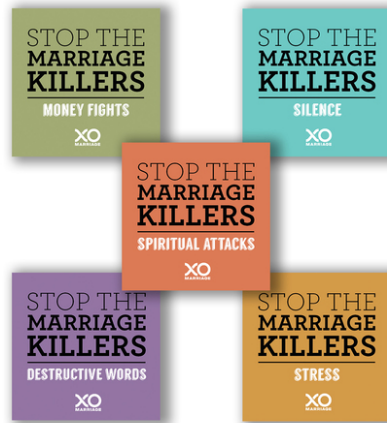 STOP THE
MARRIAGE
KILLERS
MONEY FIGHTS
XO
MARRIAGE
STOP THE
MARRIAGE
KILLERS
SILENCE
XO
MARRIAGE
STOP THE
MARRIAGE
KILLERS
SPIRITUAL ATTACKS
XO
MARRIAGE
STOP THE
MARRIAGE
KILLERS
DESTRUCTIVE WORDS
XO
MARRIAGE
STOP THE
MARRIAGE
KILLERS
STRESS
XO
MARRIAGE